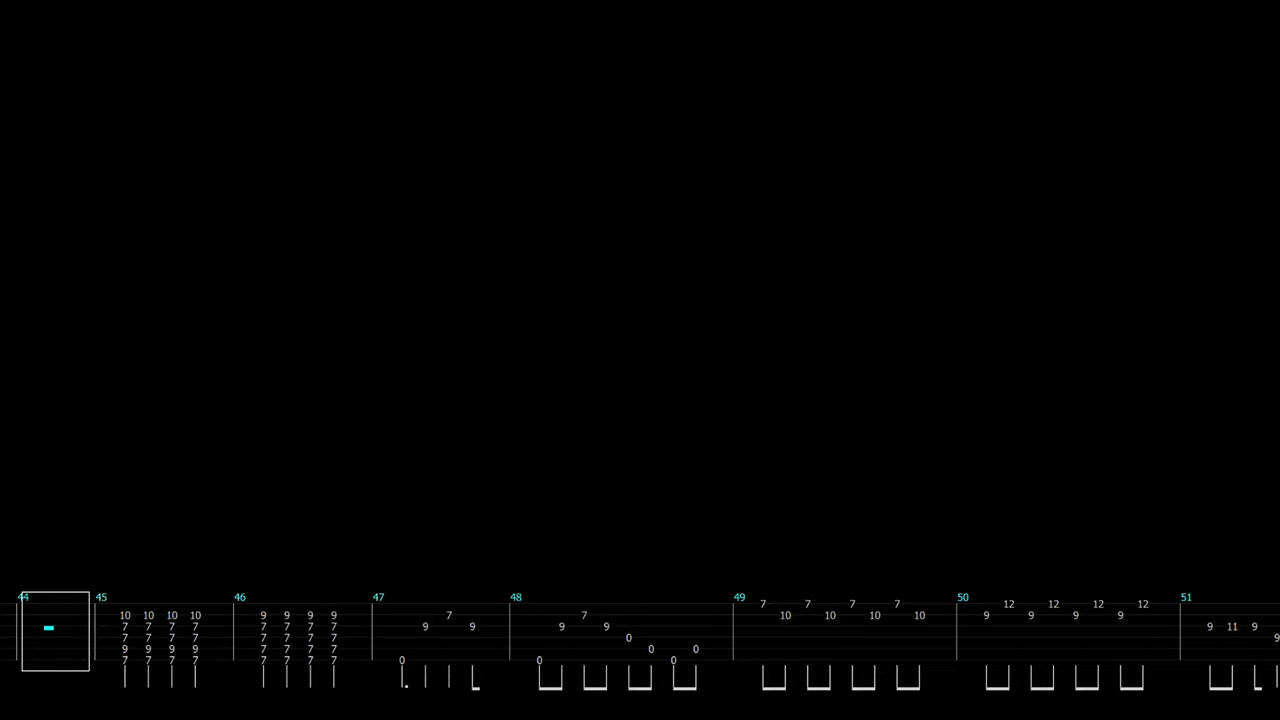 44 45 46 47 48 49 50 51
7 7 7 7 12 12 12 12
10 10 10 10 9 9 9 9 7 7 10 10 10 10 9 9 9 9
7 7 7 7 7 7 7 7 9 9 9 9 9 11 9
7 7 7 7 7 7 7 7 0 9
9 9 9 9 7 7 7 7 0 0
7 7 7 7 7 7 7 7 0 0 0